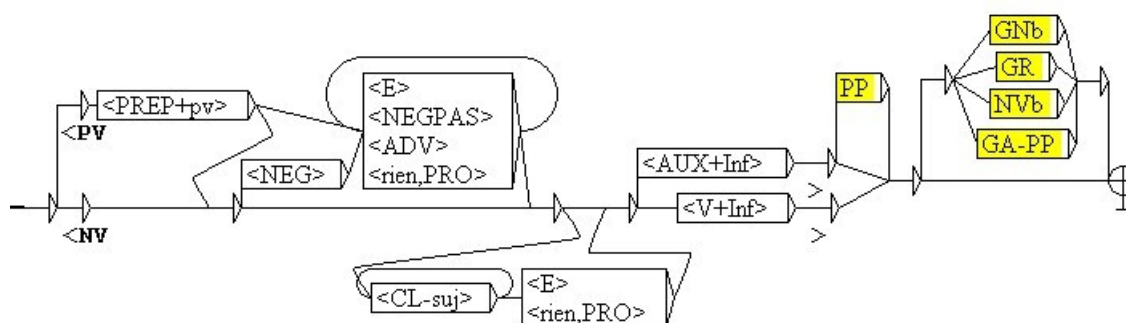 GNb
GR
NVb
GA-PP
PP
<E>
<NEGPAS>
<ADV>
<rien,PRO>
<PREP+pv>
<PV
<NEG>
<AUX+Inf>
>
<V+Inf>
>
<NV
<CL-suj>
<E>
<rien,PRO>